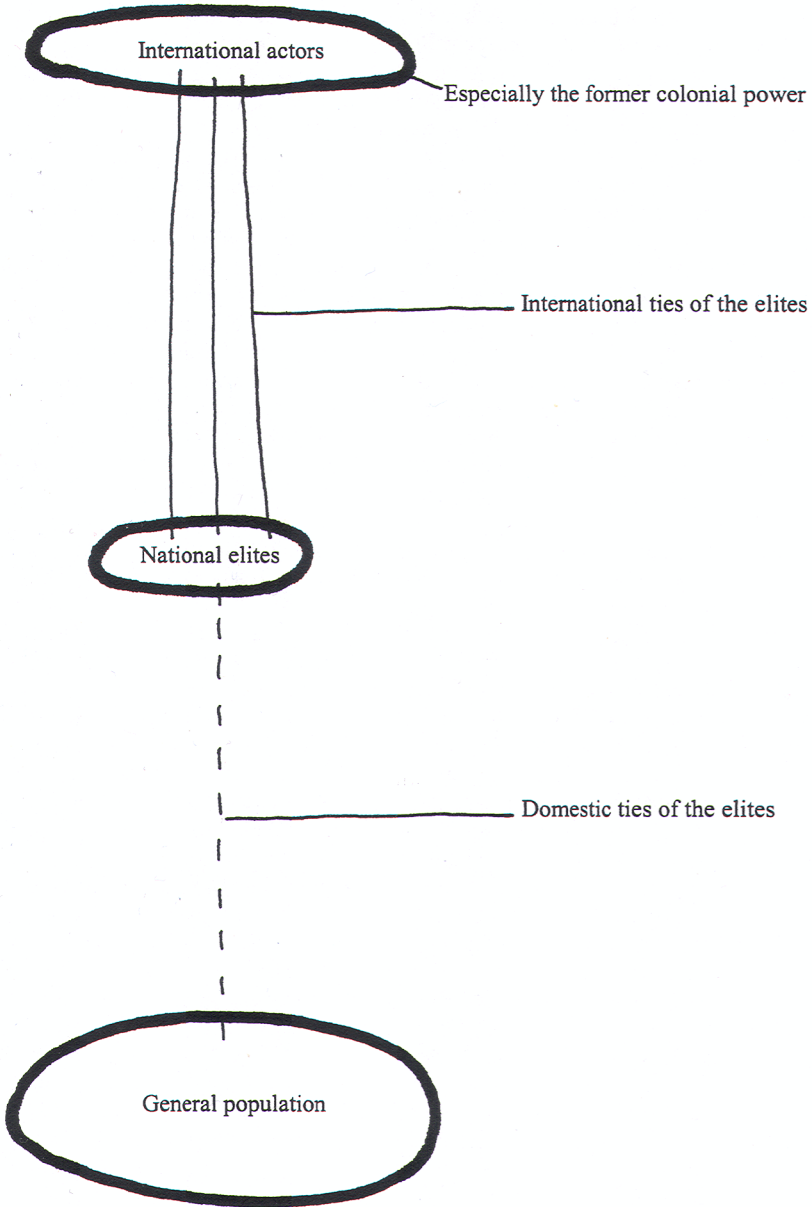 International actors
Especially the former colonial power
International ties of the elites
National elites
Domestic ties of the elites
General population